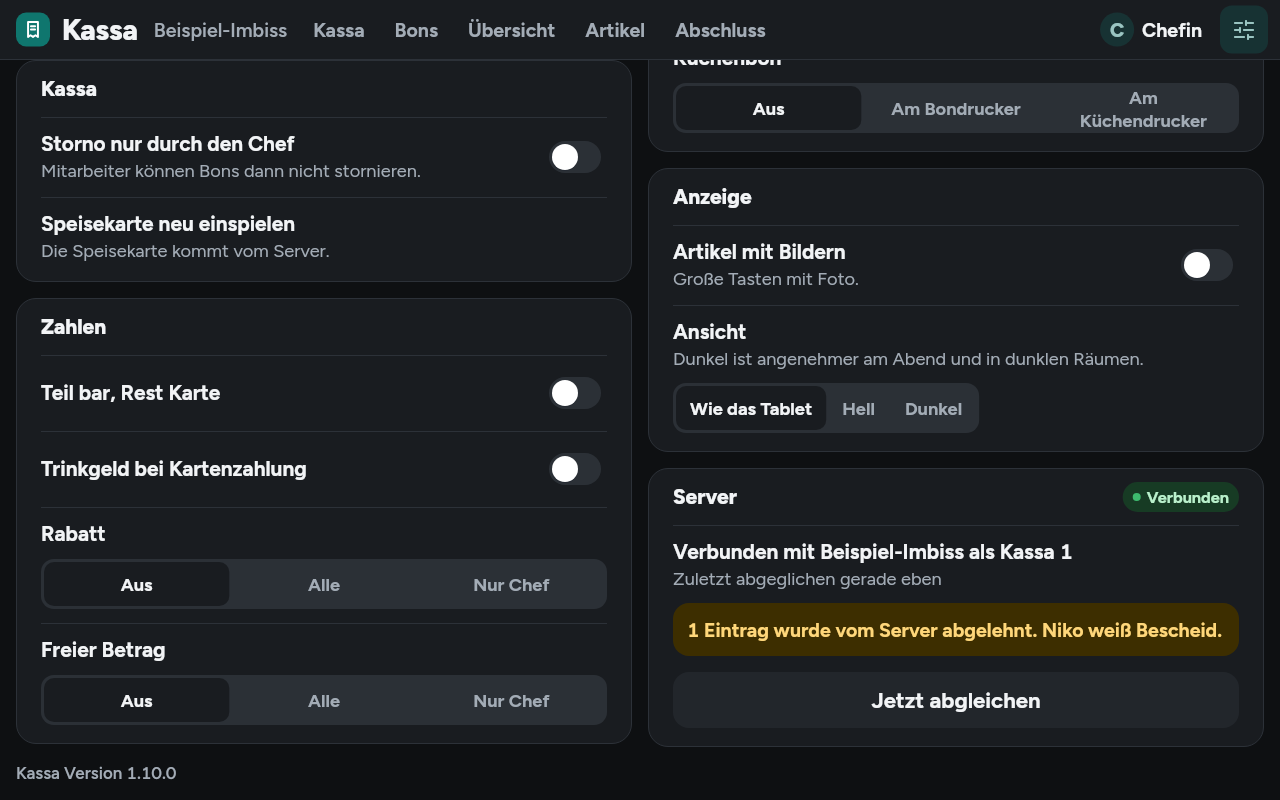 Kassa Beispiel-Imbiss Kassa Bons Übersicht Artikel Abschluss C Chefin
Kassa
Storno nur durch den Chef
Mitarbeiter können Bons dann nicht stornieren.
Speisekarte neu einspielen
Die Speisekarte kommt vom Server.
Zahlen
Teil bar, Rest Karte
Trinkgeld bei Kartenzahlung
Rabatt
Aus Alle Nur Chef
Freier Betrag
Aus Alle Nur Chef
Küchenbon
Aus Am Bondrucker Am
Küchendrucker
Anzeige
Artikel mit Bildern
Große Tasten mit Foto.
Ansicht
Dunkel ist angenehmer am Abend und in dunklen Räumen.
Wie das Tablet Hell Dunkel
Server Verbunden
Verbunden mit Beispiel-Imbiss als Kassa 1
Zuletzt abgeglichen gerade eben
1 Eintrag wurde vom Server abgelehnt. Niko weiß Bescheid.
Jetzt abgleichen
Kassa Version 1.10.0